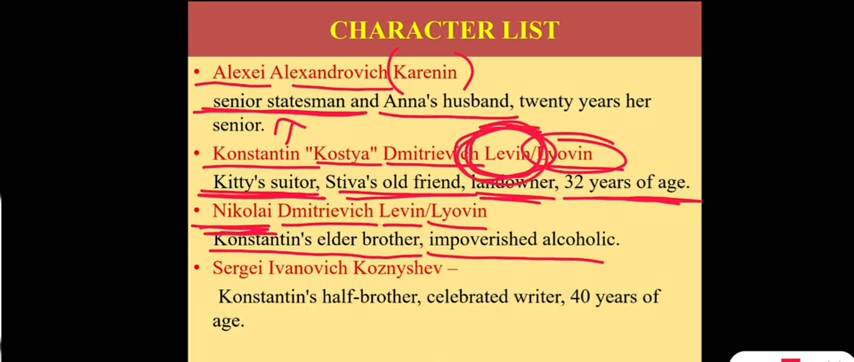 CHARACTER LIST
• Alexei Alexandrovich Karenin
senior statesman and Anna's husband, twenty years her
senior.
• Konstantin "Kostya" Dmitrievich Levin/Lyovin
Kitty's suitor, Stiva's old friend, landowner, 32 years of age.
• Nikolai Dmitrievich Levin/Lyovin
Konstantin's elder brother, impoverished alcoholic.
• Sergei Ivanovich Koznyshev –
Konstantin's half-brother, celebrated writer, 40 years of
age.